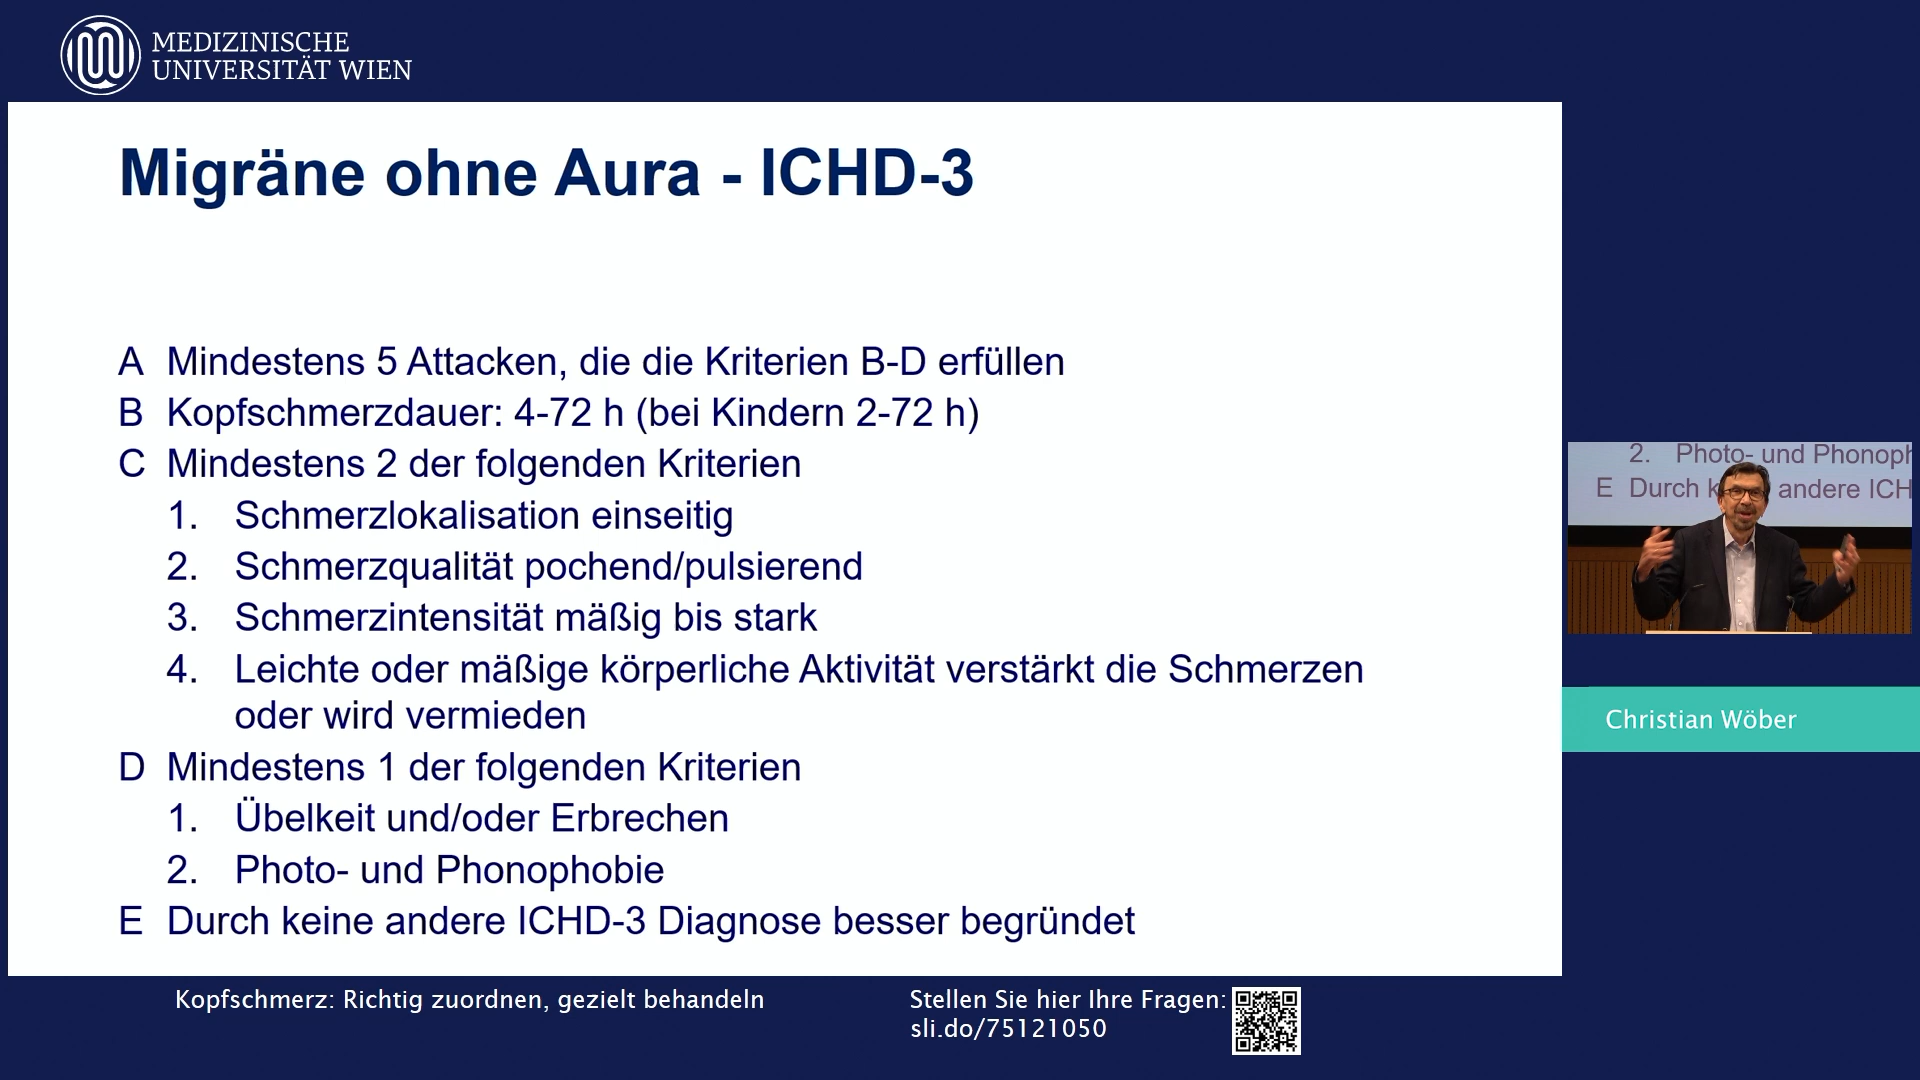 MEDIZINISCHE
UNIVERSITÄT WIEN
Migräne ohne Aura - ICHD-3
A Mindestens 5 Attacken, die die Kriterien B-D erfüllen
B Kopfschmerzdauer: 4-72 h (bei Kindern 2-72 h)
C Mindestens 2 der folgenden Kriterien
1. Schmerzlokalisation einseitig
2. Schmerzqualität pochend/pulsierend
3. Schmerzintensität mäßig bis stark
4. Leichte oder mäßige körperliche Aktivität verstärkt die Schmerzen
oder wird vermieden
D Mindestens 1 der folgenden Kriterien
1. Übelkeit und/oder Erbrechen
2. Photo- und Phonophobie
E Durch keine andere ICHD-3 Diagnose besser begründet
2. Photo- und Phonoph
E Durch k andere ICH
Christian Wöber
Kopfschmerz: Richtig zuordnen, gezielt behandeln
Stellen Sie hier Ihre Fragen:
sli.do/75121050